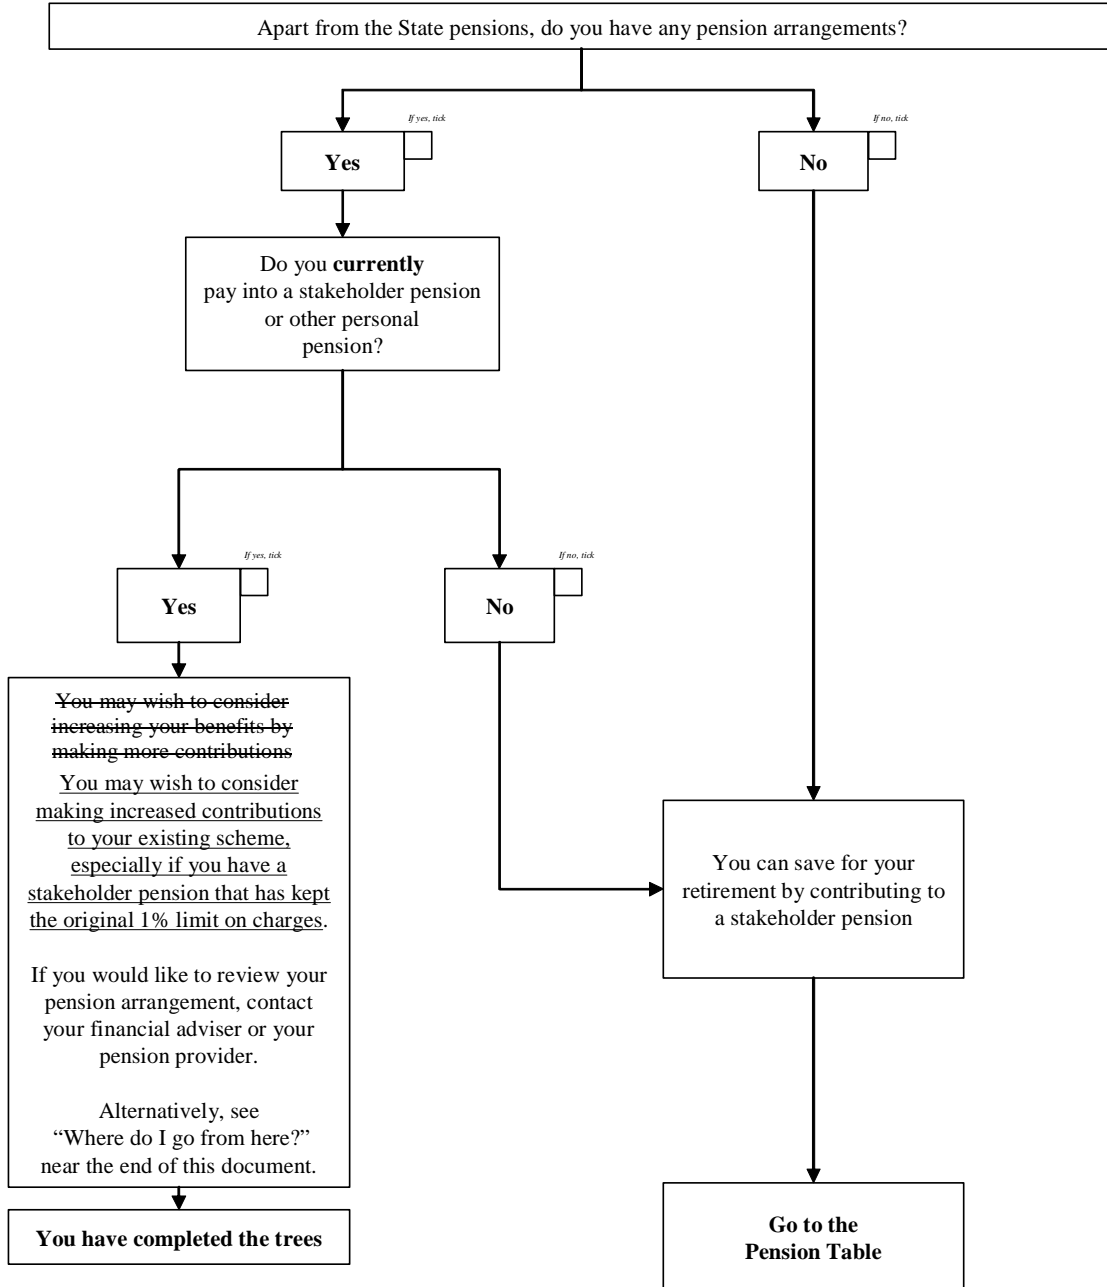 Apart from the State pensions, do you have any pension arrangements?
If yes, tick
If no, tick
Yes
No
Do you currently
pay into a stakeholder pension
or other personal
pension?
If yes, tick
If no, tick
Yes
No
You may wish to consider
increasing your benefits by
making more contributions
You may wish to consider
making increased contributions
to your existing scheme,
especially if you have a
stakeholder pension that has kept
the original 1% limit on charges.
If you would like to review your
pension arrangement, contact
your financial adviser or your
pension provider.
Alternatively, see
“Where do I go from here?”
near the end of this document.
You have completed the trees
You can save for your
retirement by contributing to
a stakeholder pension
Go to the
Pension Table